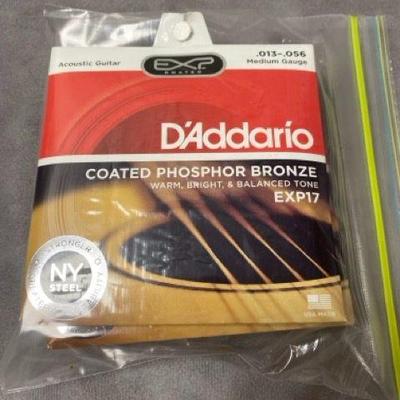 Acoustic Guitar
EXP
COATED
.013-.056
Medium Gauge
D'Addario
COATED PHOSPHOR BRONZE
WARM, BRIGHT, & BALANCED TONE
EXP17
STRONGER
NY
STEEL
USA MADE